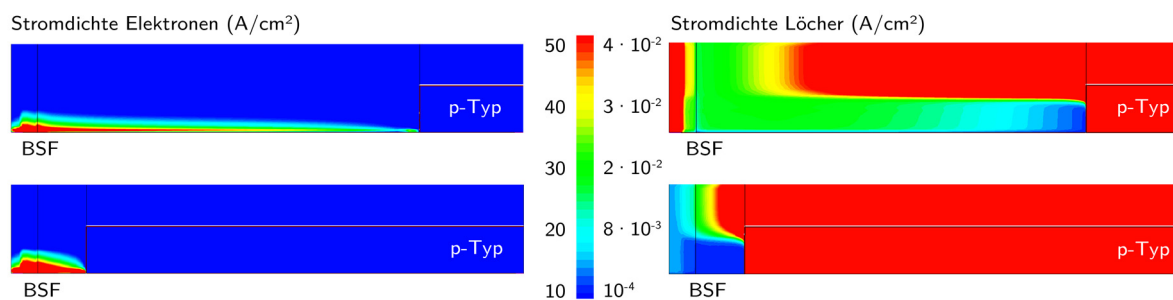 Stromdichte Elektronen (A/cm²)
Stromdichte Löcher (A/cm²)
50 4 · 10⁻²
40 3 · 10⁻²
30 2 · 10⁻²
20 8 · 10⁻³
10 10⁻⁴
p-Typ
BSF
p-Typ
BSF
p-Typ
BSF
p-Typ
BSF